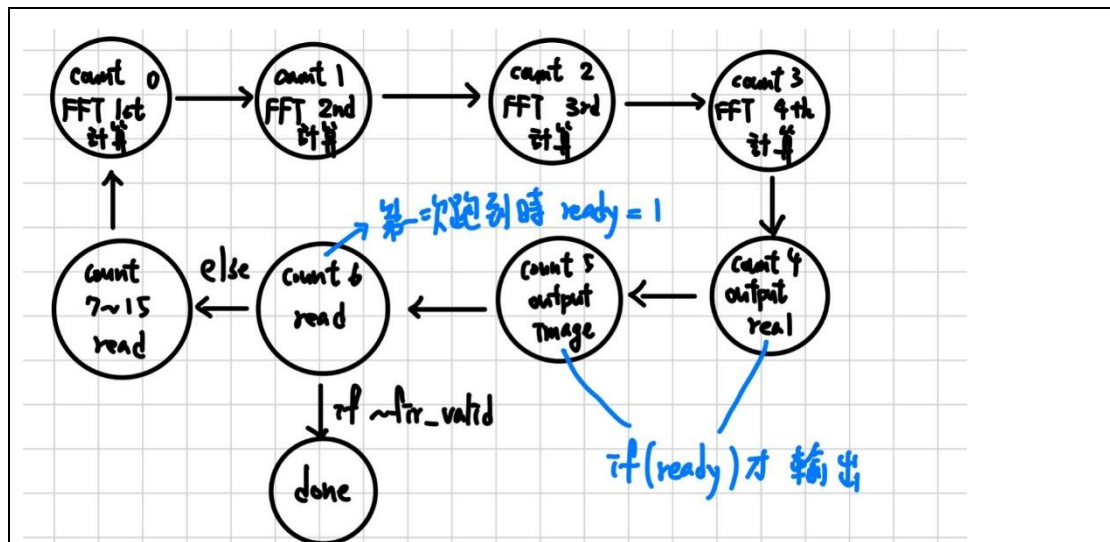 count 0
FFT 1st
計算
count 1
FFT 2nd
計算
count 2
FFT 3rd
計算
count 3
FFT 4th
計算
第一次跑到時 ready = 1
count
7~15
read
else
count 6
read
count 5
output
Image
count 4
output
real
if ~fir_valid
if(ready)才 輸出
done